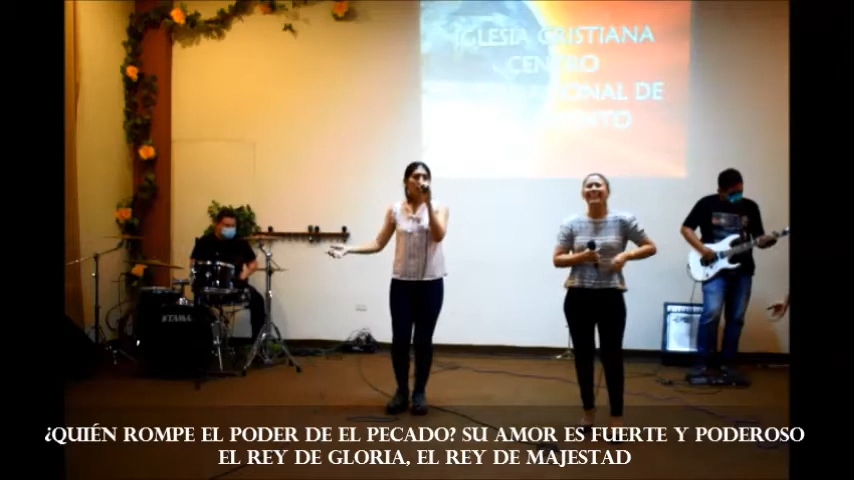 IGLESIA CRISTIANA
CENTRO
DE
TAMA
¿QUIÉN ROMPE EL PODER DE EL PECADO? SU AMOR ES FUERTE Y PODEROSO
EL REY DE GLORIA, EL REY DE MAJESTAD